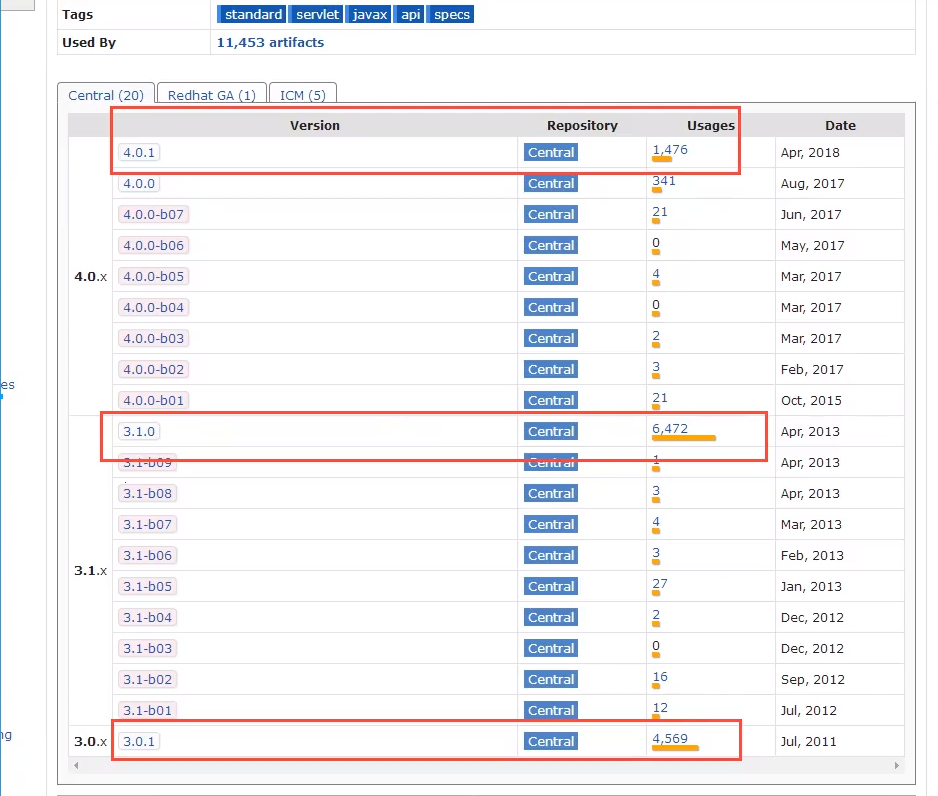 Tags standard servlet javax api specs
Used By 11,453 artifacts
Central (20) Redhat GA (1) ICM (5)
Version Repository Usages Date
4.0.1 Central 1,476 Apr, 2018
4.0.0 Central 341 Aug, 2017
4.0.0-b07 Central 21 Jun, 2017
4.0.0-b06 Central 0 May, 2017
4.0.x 4.0.0-b05 Central 4 Mar, 2017
4.0.0-b04 Central 0 Mar, 2017
4.0.0-b03 Central 2 Mar, 2017
es 4.0.0-b02 Central 3 Feb, 2017
4.0.0-b01 Central 21 Oct, 2015
3.1.0 Central 6,472 Apr, 2013
3.1-b09 Central 1 Apr, 2013
3.1-b08 Central 3 Apr, 2013
3.1-b07 Central 4 Mar, 2013
3.1-b06 Central 3 Feb, 2013
3.1.x 3.1-b05 Central 27 Jan, 2013
3.1-b04 Central 2 Dec, 2012
3.1-b03 Central 0 Dec, 2012
3.1-b02 Central 16 Sep, 2012
3.1-b01 Central 12 Jul, 2012
ng 3.0.x 3.0.1 Central 4,569 Jul, 2011